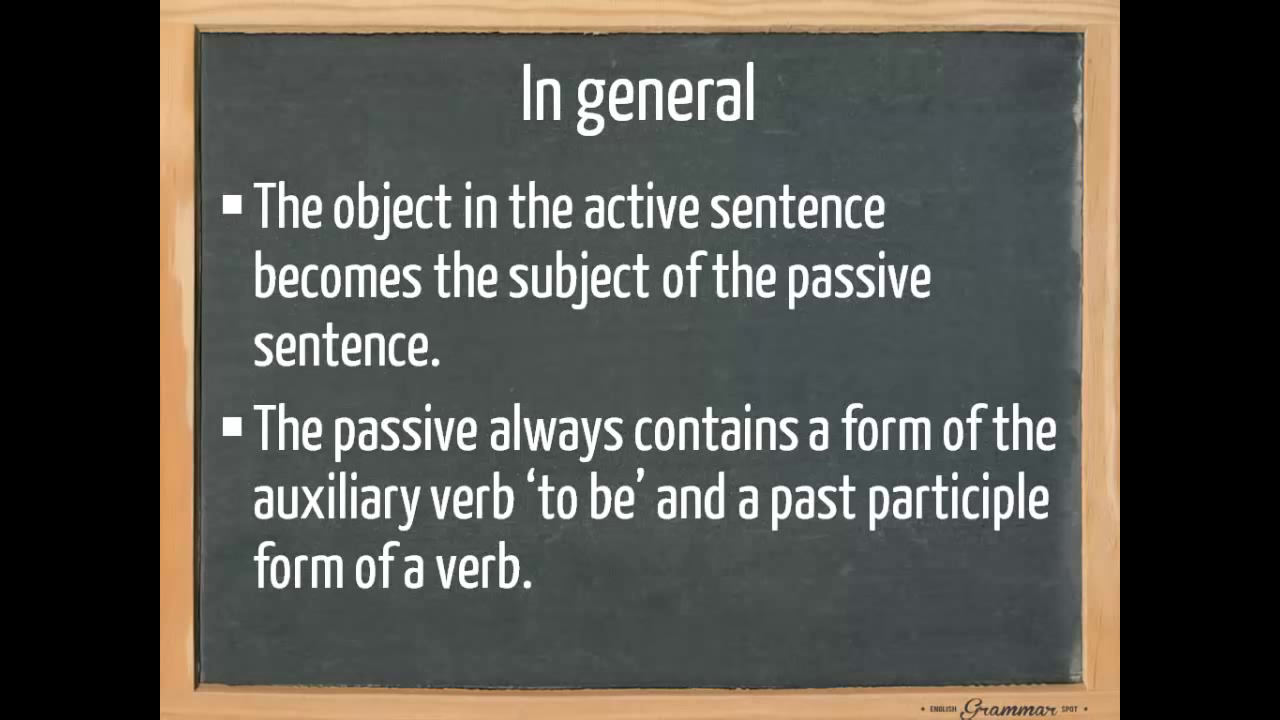 In general
▪ The object in the active sentence
becomes the subject of the passive
sentence.
▪ The passive always contains a form of the
auxiliary verb ‘to be’ and a past participle
form of a verb.
• ENGLISH Grammar SPOT •